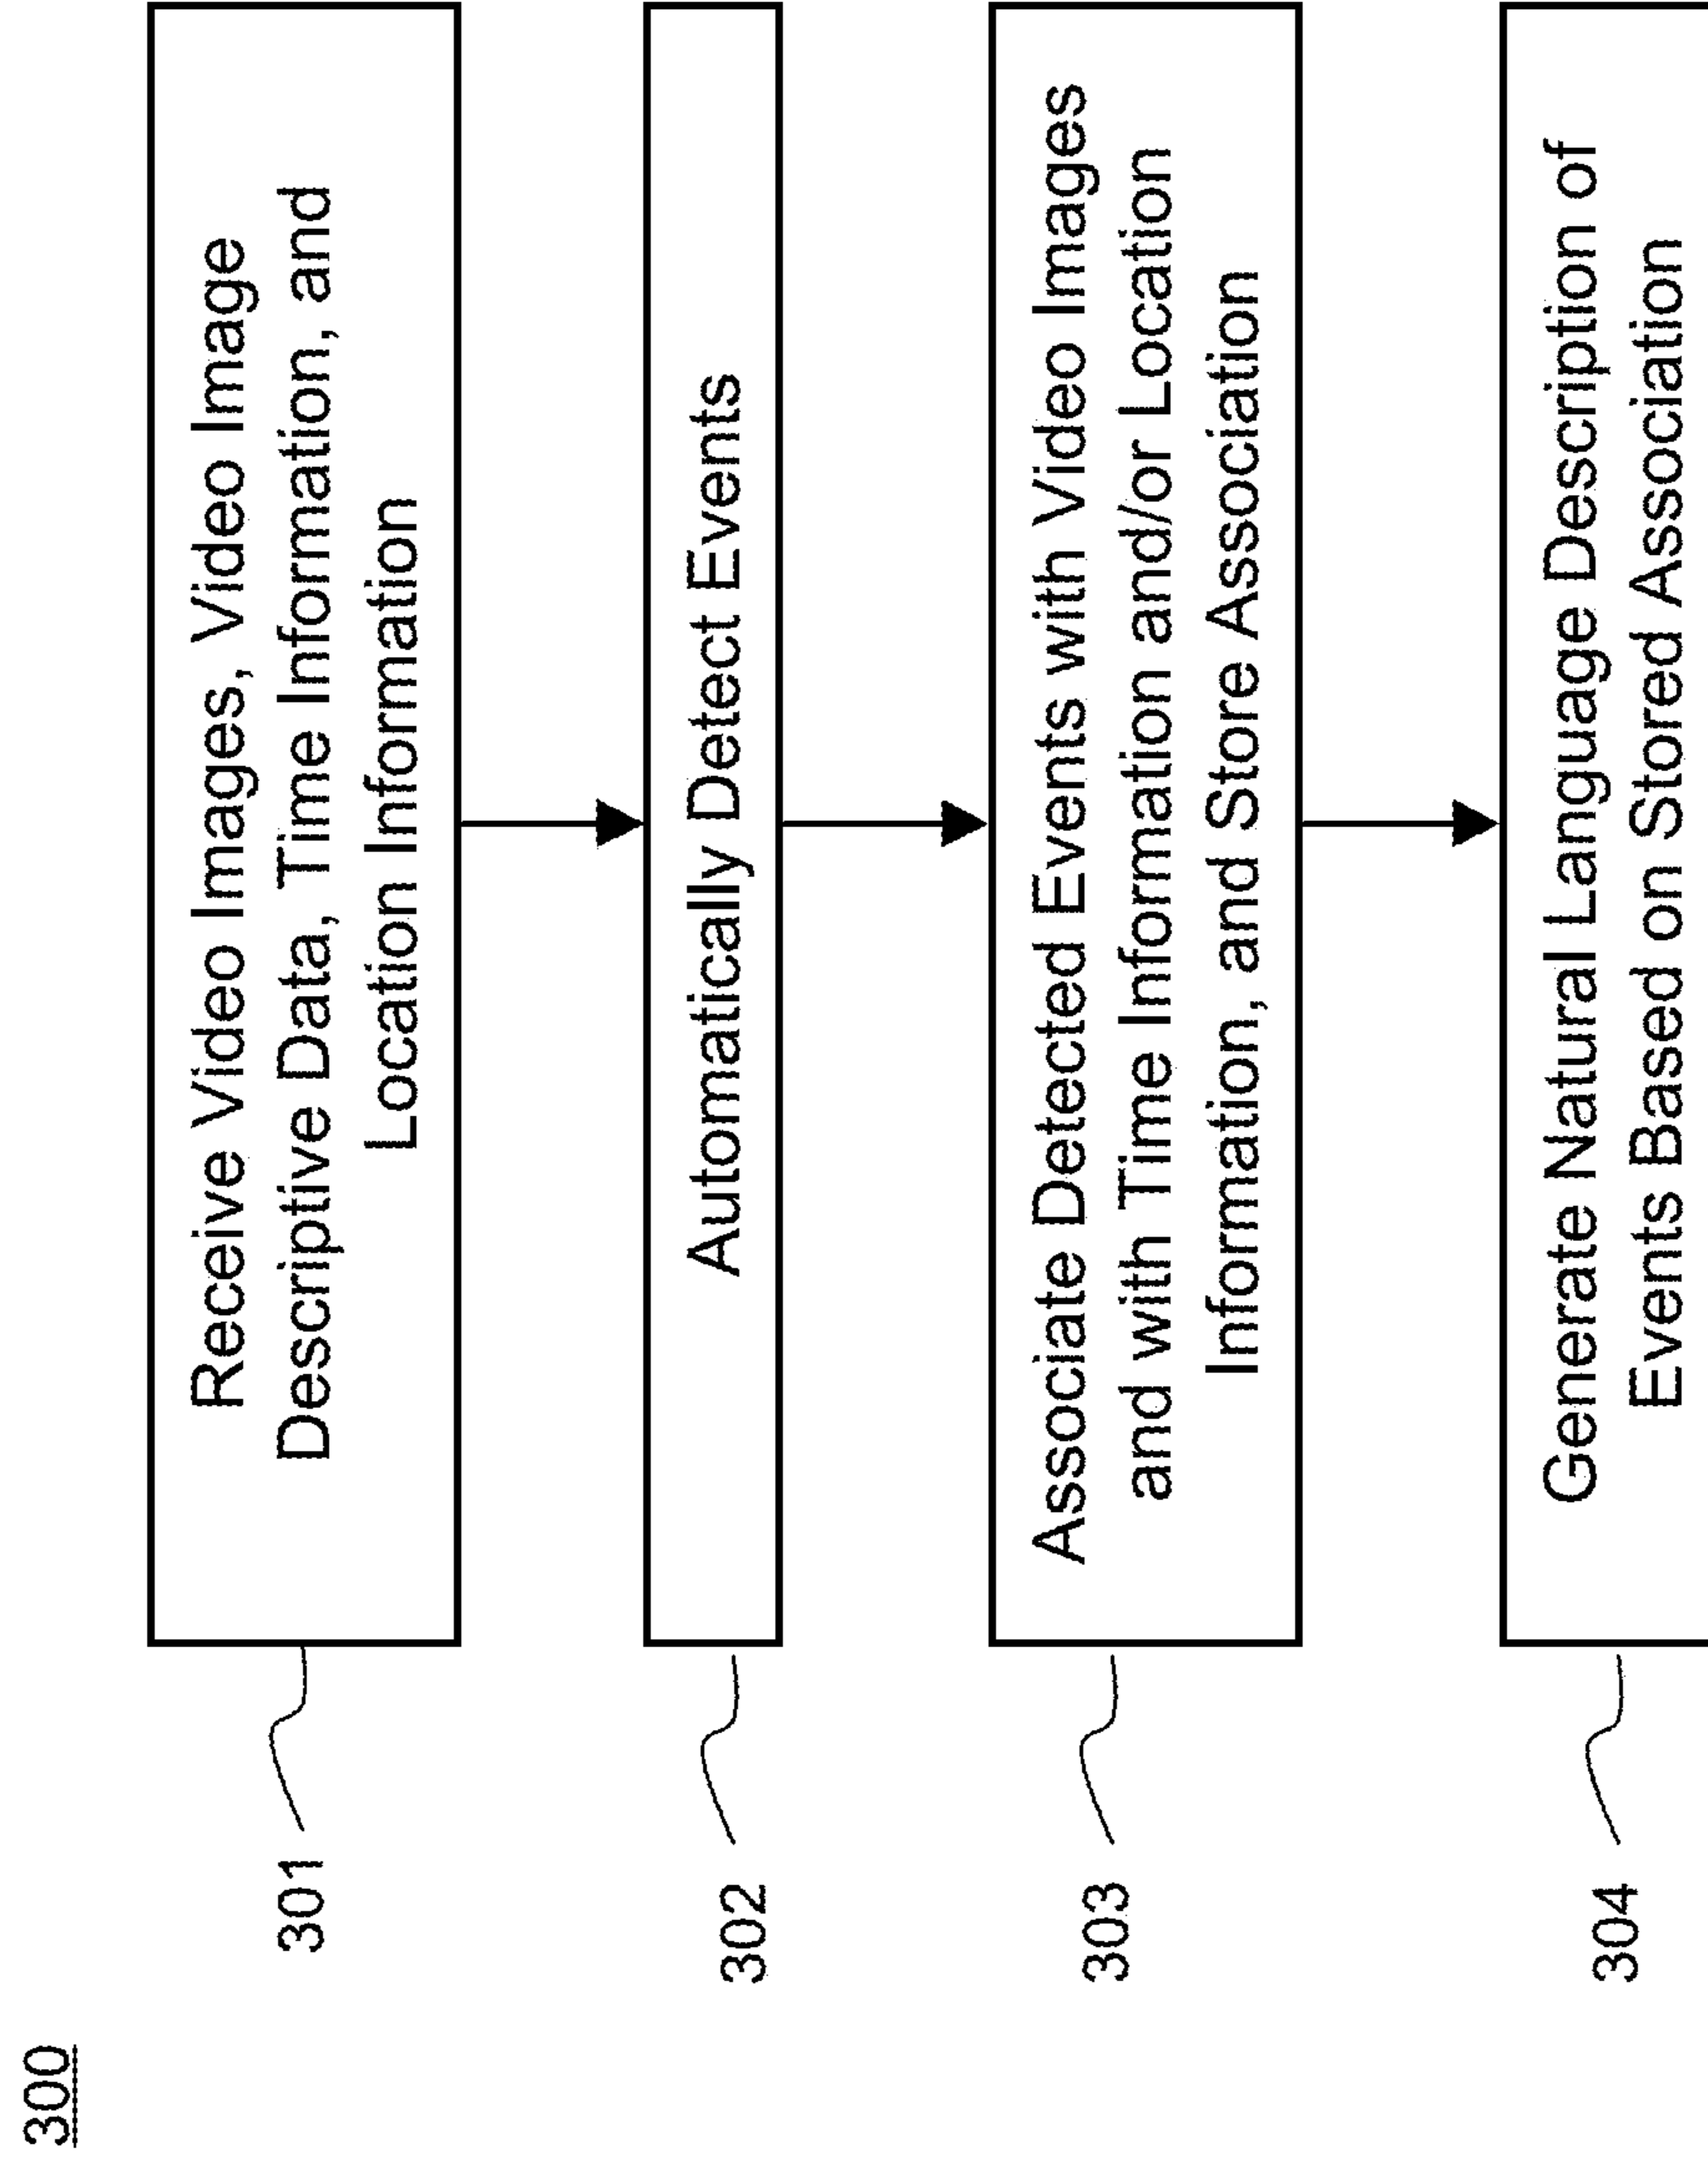 300
301
Receive Video Images, Video Image
Descriptive Data, Time Information, and
Location Information
302
Automatically Detect Events
303
Associate Detected Events with Video Images
and with Time Information and/or Location
Information, and Store Association
304
Generate Natural Language Description of
Events Based on Stored Association